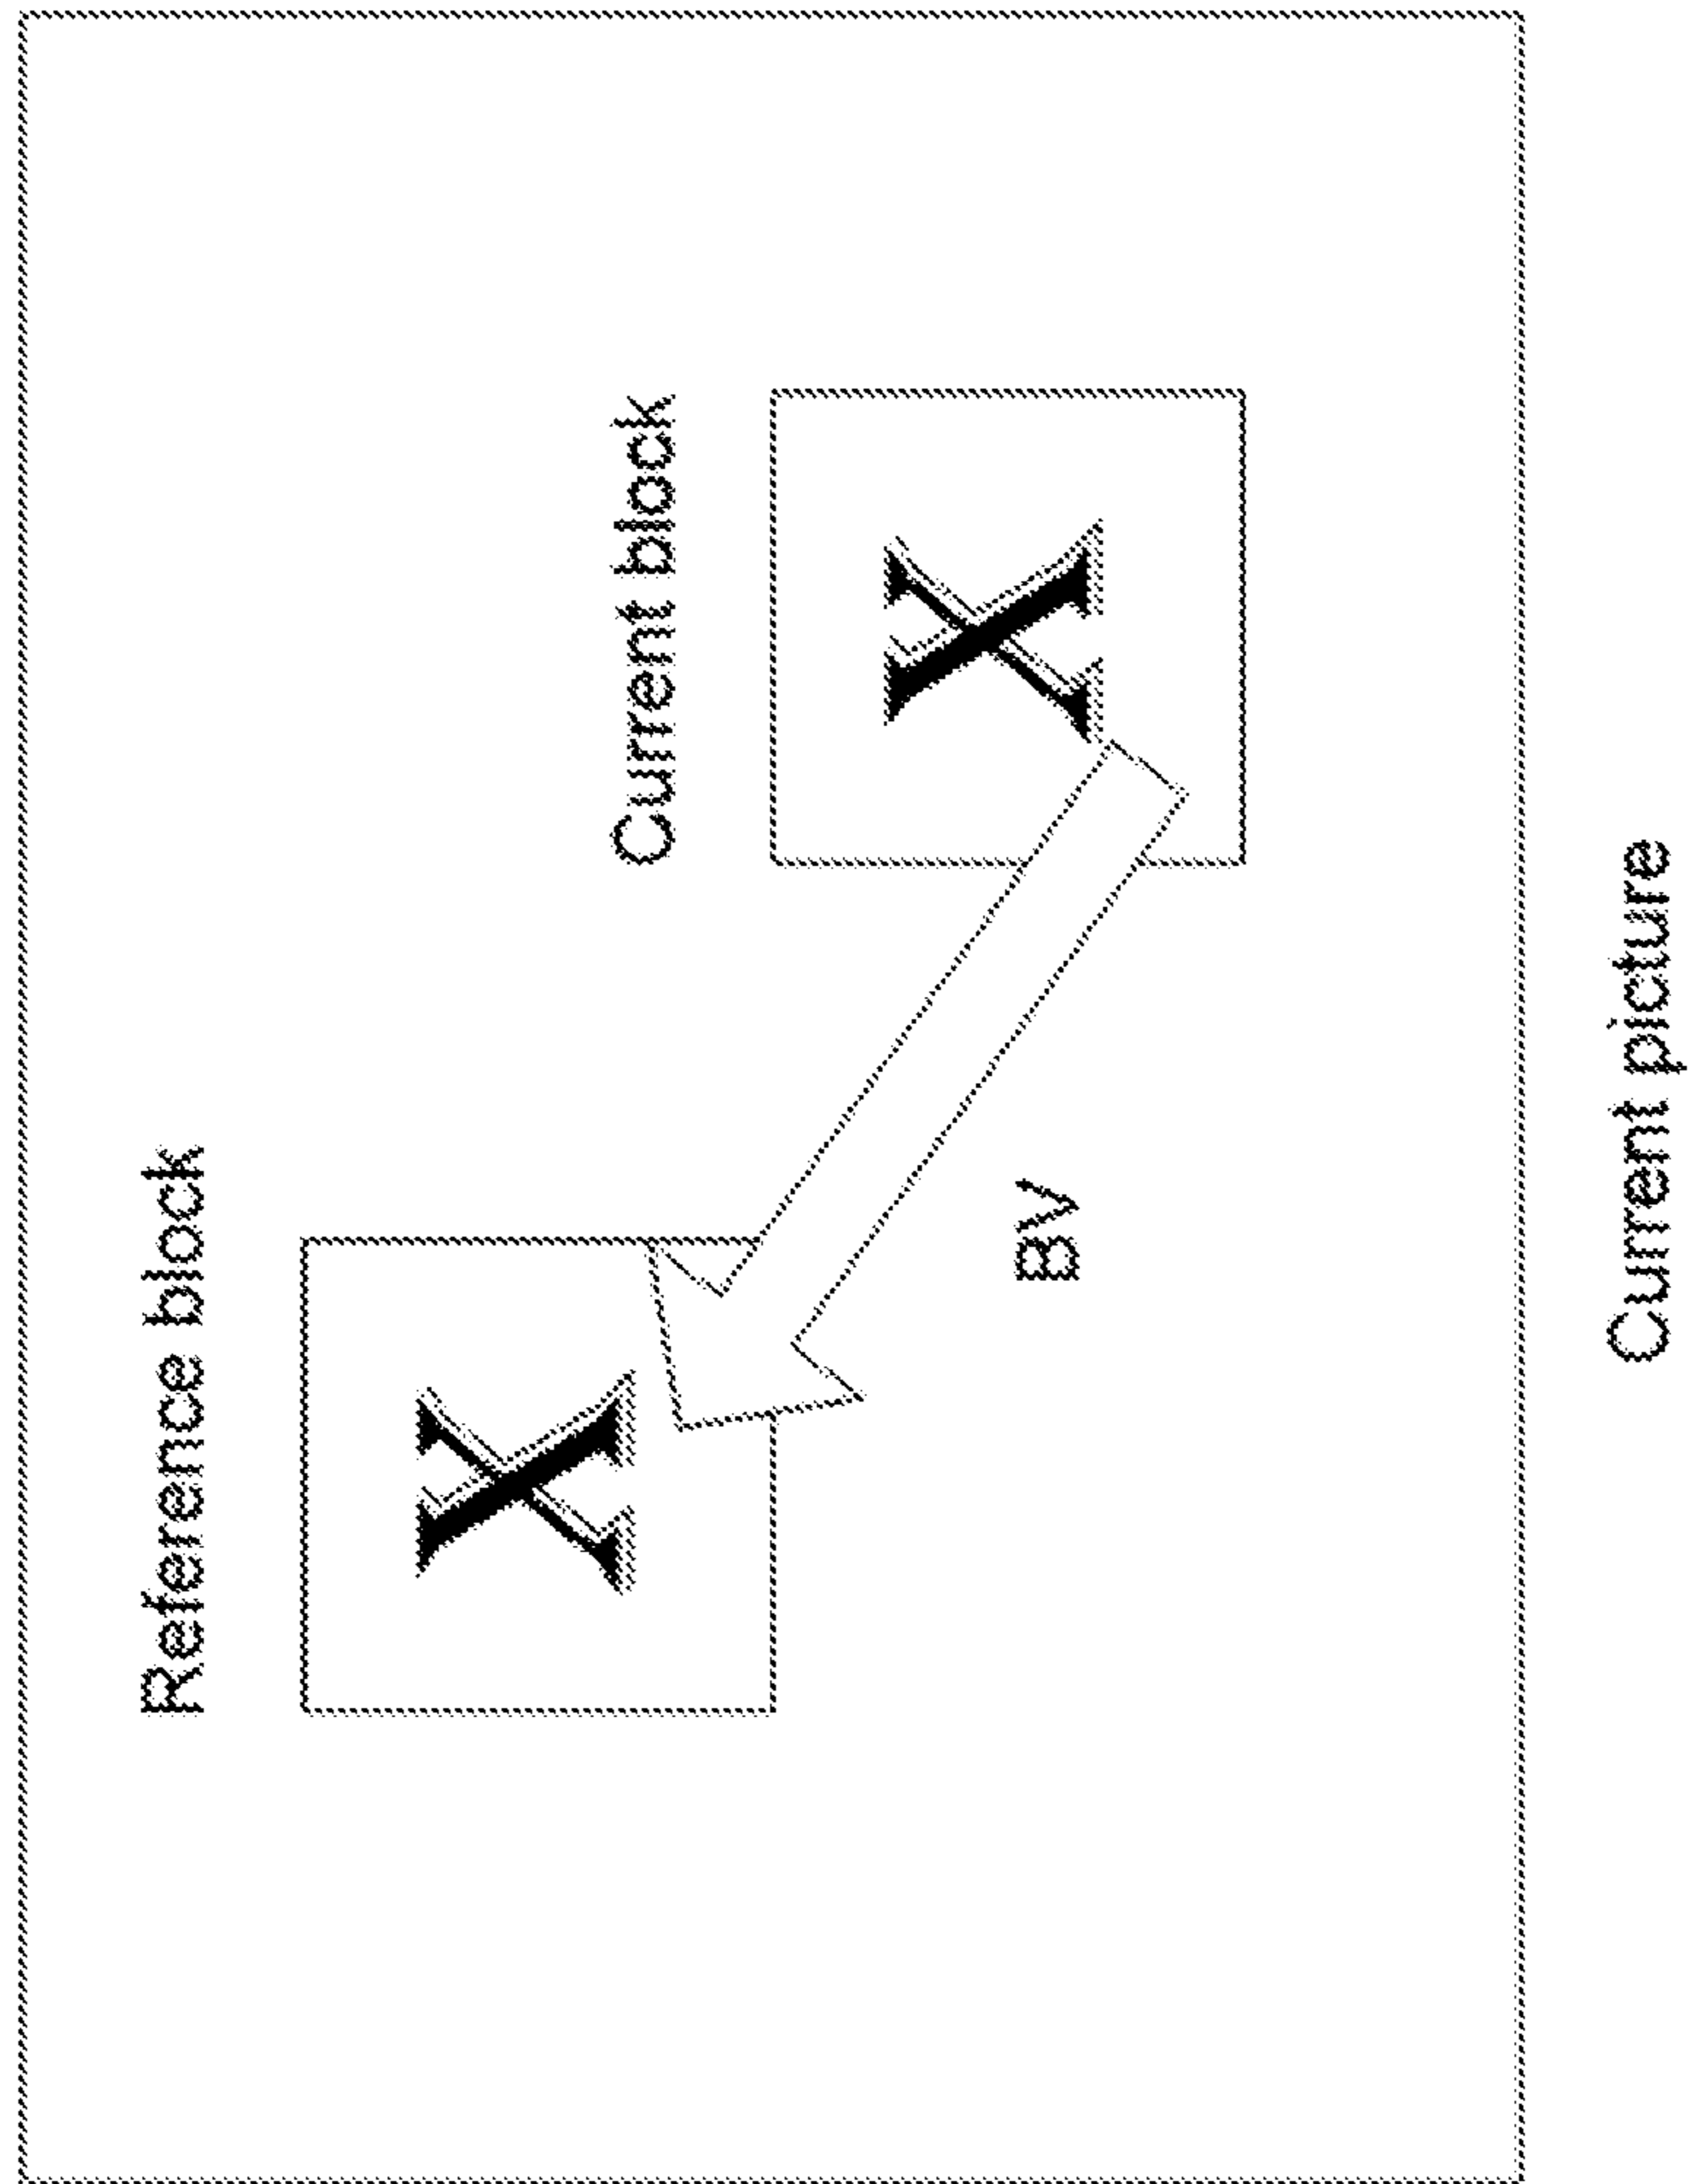 Reference block
X
Current block
X
BV
Current picture